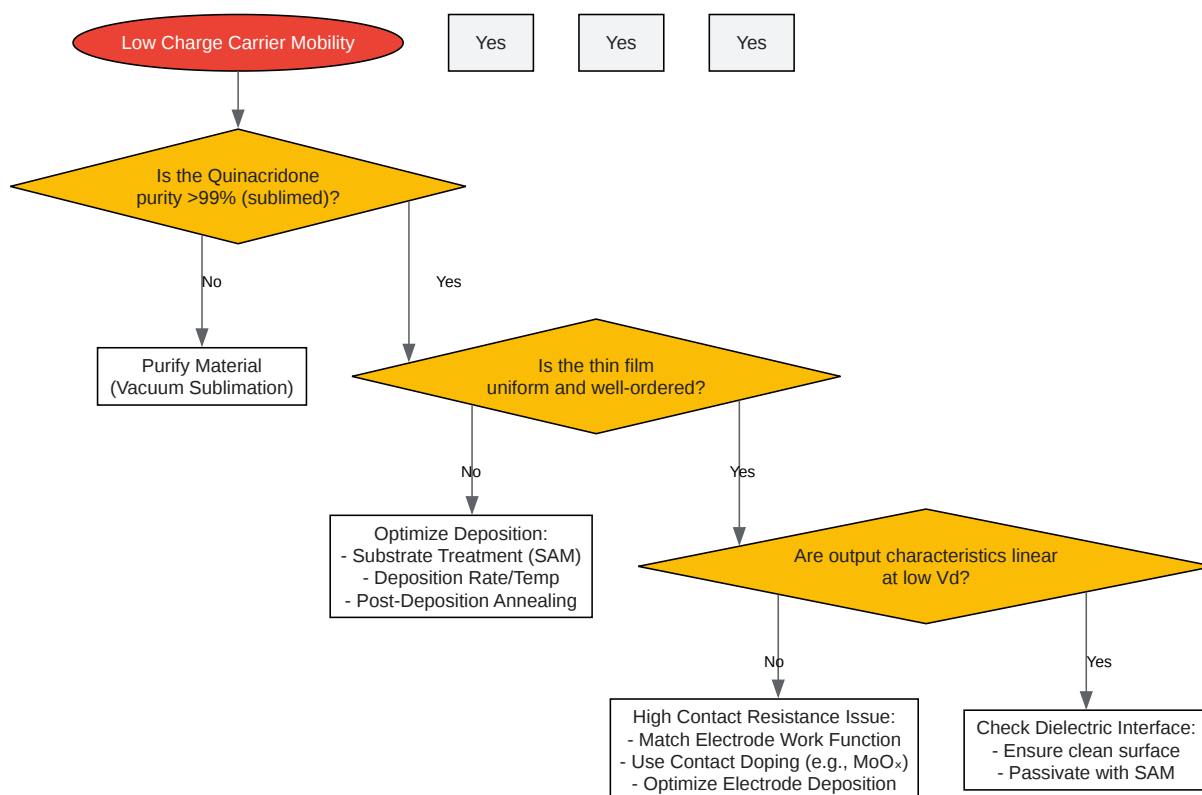 Low Charge Carrier Mobility
Yes
Yes
Yes
Is the Quinacridone
purity >99% (sublimed)?
No
Yes
Purify Material
(Vacuum Sublimation)
Is the thin film
uniform and well-ordered?
No
Yes
Optimize Deposition:
- Substrate Treatment (SAM)
- Deposition Rate/Temp
- Post-Deposition Annealing
Are output characteristics linear
at low Vd?
No
Yes
High Contact Resistance Issue:
- Match Electrode Work Function
- Use Contact Doping (e.g., MoOₓ)
- Optimize Electrode Deposition
Check Dielectric Interface:
- Ensure clean surface
- Passivate with SAM